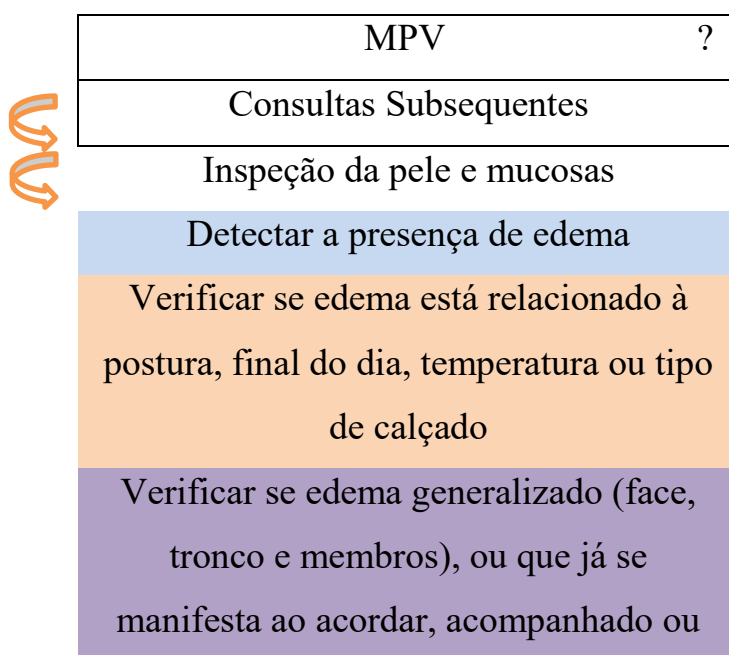 MPV ?
Consultas Subsequentes
Inspeção da pele e mucosas
Detectar a presença de edema
Verificar se edema está relacionado à
postura, final do dia, temperatura ou tipo
de calçado
Verificar se edema generalizado (face,
tronco e membros), ou que já se
manifesta ao acordar, acompanhado ou